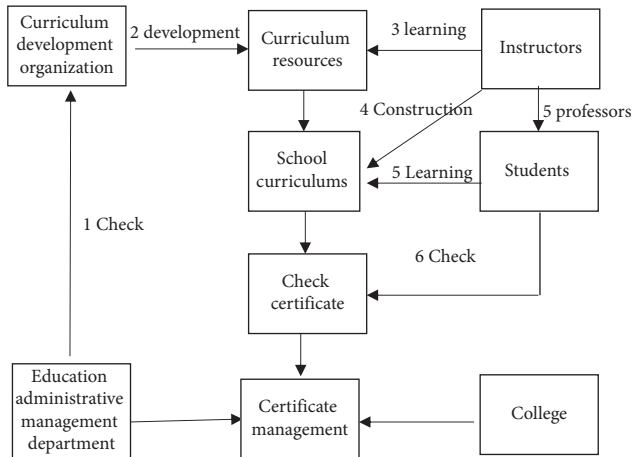 Curriculum
development
organization
2 development
Curriculum
resources
3 learning
Instructors
4 Construction
5 professors
School
curriculums
5 Learning
Students
1 Check
6 Check
Check
certificate
Education
administrative
management
department
Certificate
management
College